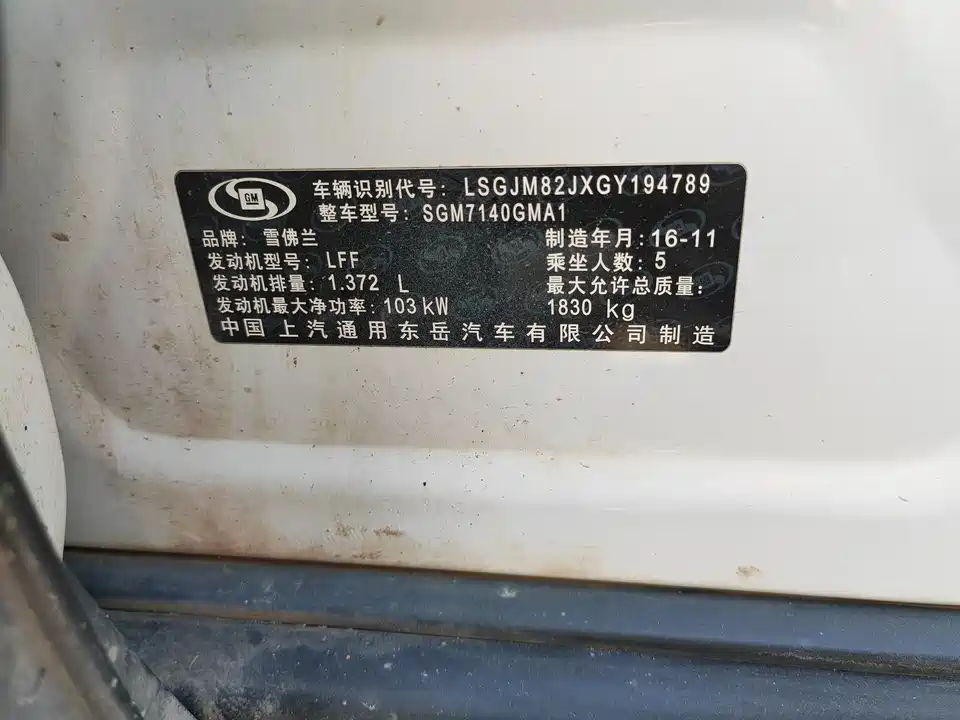 GM
车辆识别代号: LSGJM82JXGY194789
整车型号: SGM7140GMA1
品牌: 雪佛兰
制造年月: 16-11
发动机型号: LFF
乘坐人数: 5
发动机排量: 1.372 L
最大允许总质量:
发动机最大净功率: 103 kW
1830 kg
中国 上汽通用东岳汽车有限公司制造